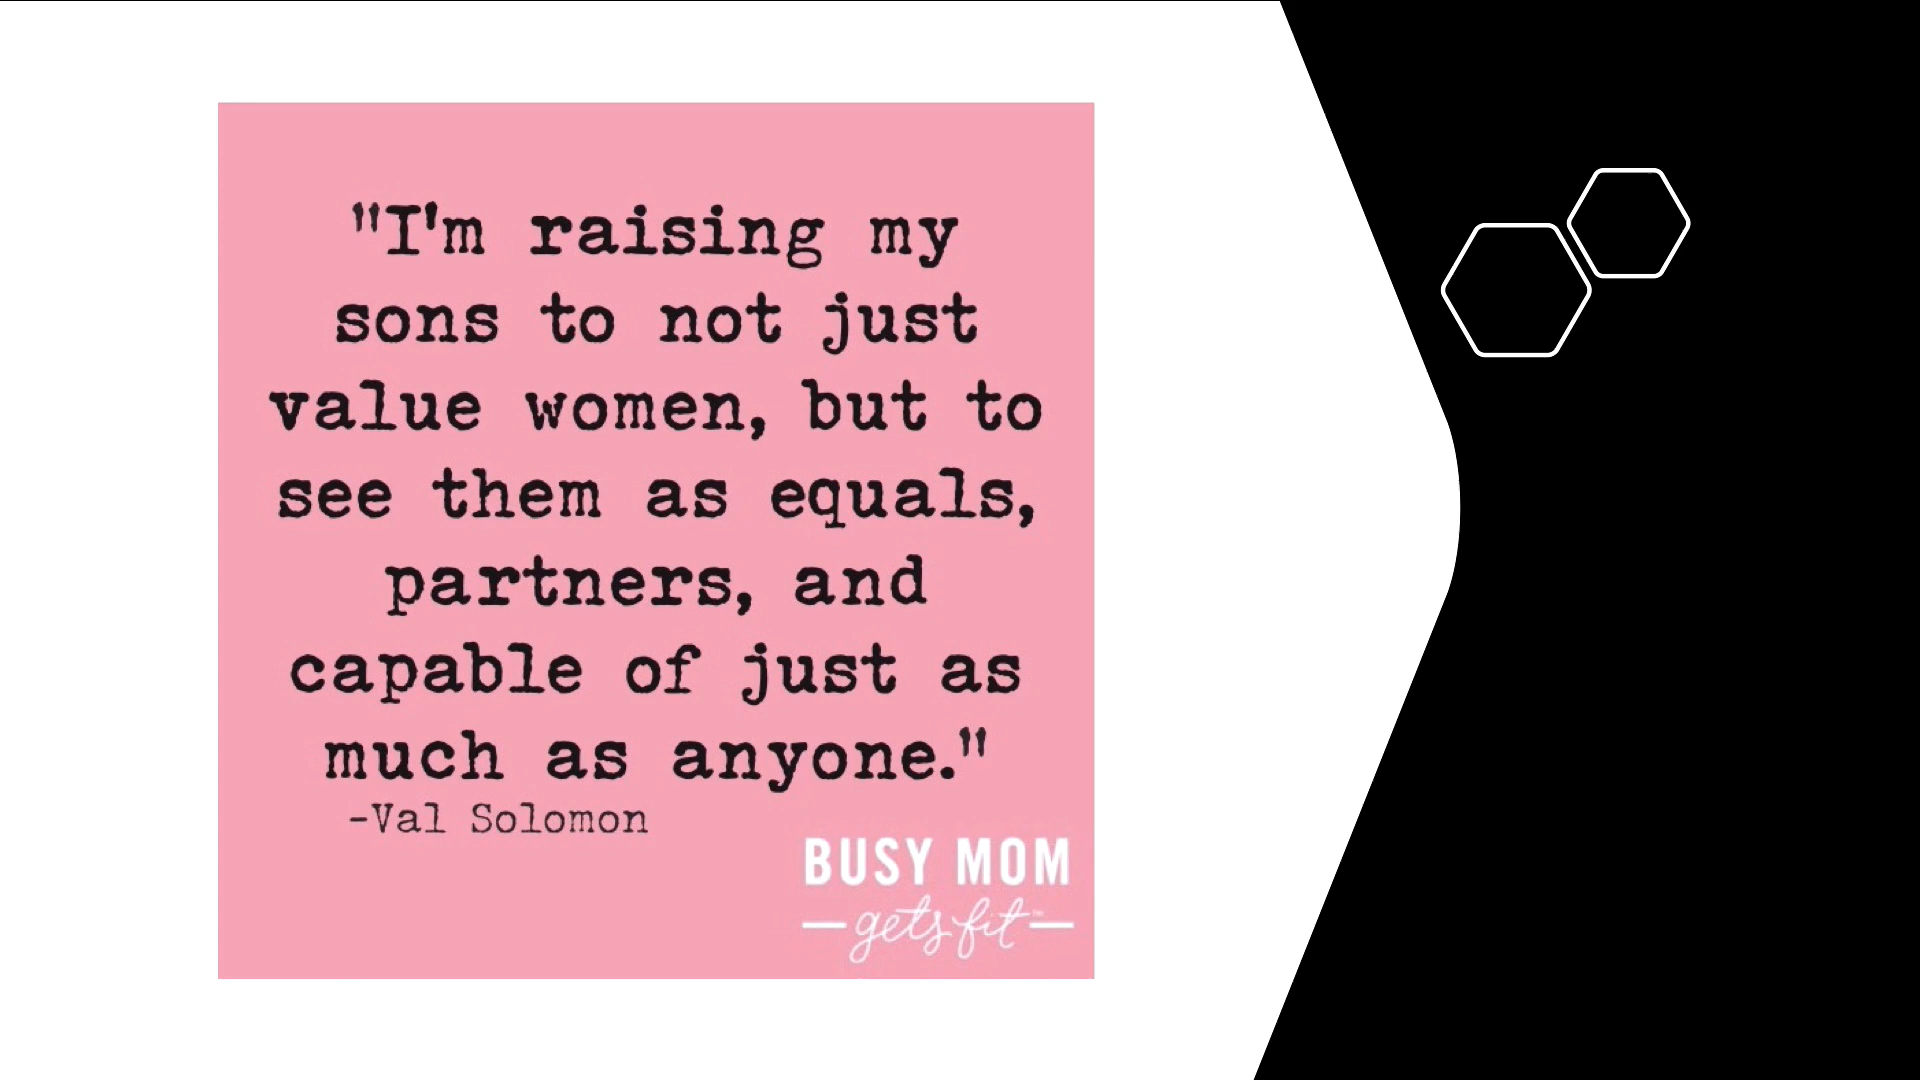 "I'm raising my
sons to not just
value women, but to
see them as equals,
partners, and
capable of just as
much as anyone."
-Val Solomon
BUSY MOM
gets fit™